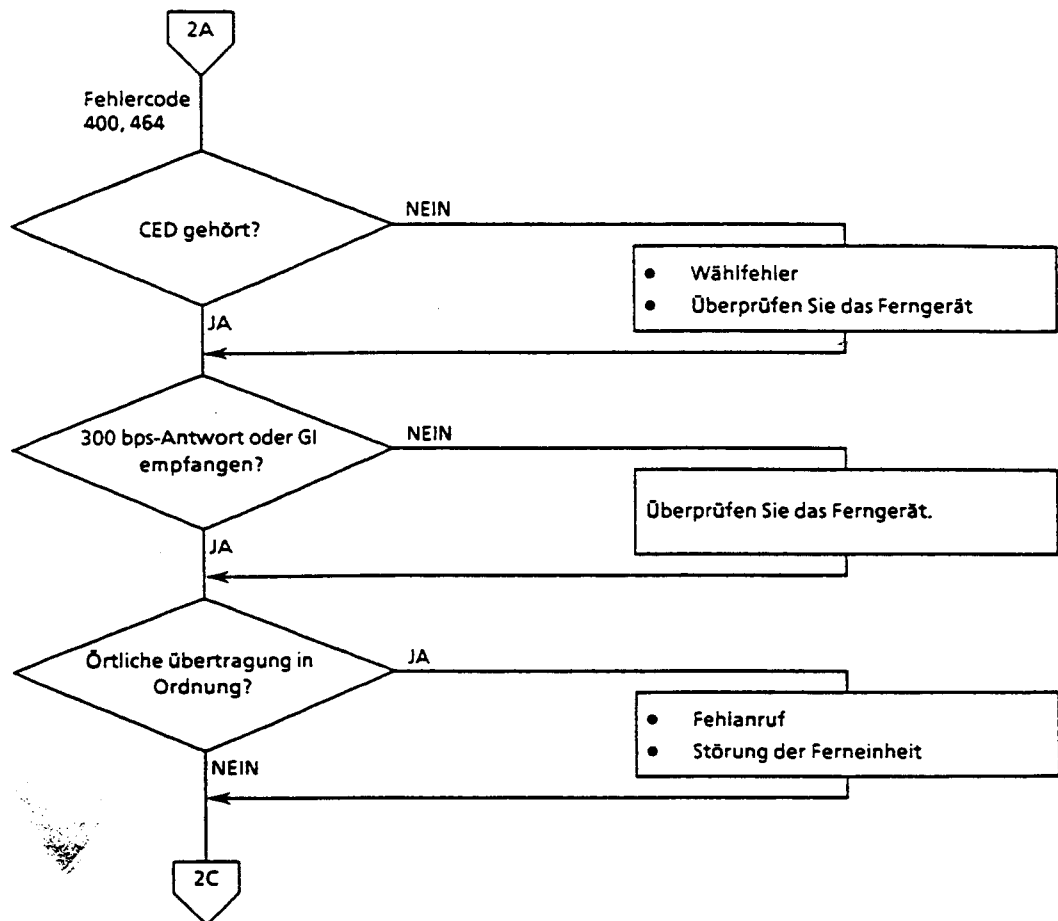 2A
Fehlercode
400, 464
CED gehört?
NEIN
● Wählfehler
● Überprüfen Sie das Ferngerät
JA
300 bps-Antwort oder GI
empfangen?
NEIN
Überprüfen Sie das Ferngerät.
JA
Örtliche übertragung in
Ordnung?
JA
● Fehlanruf
● Störung der Ferneinheit
NEIN
2C